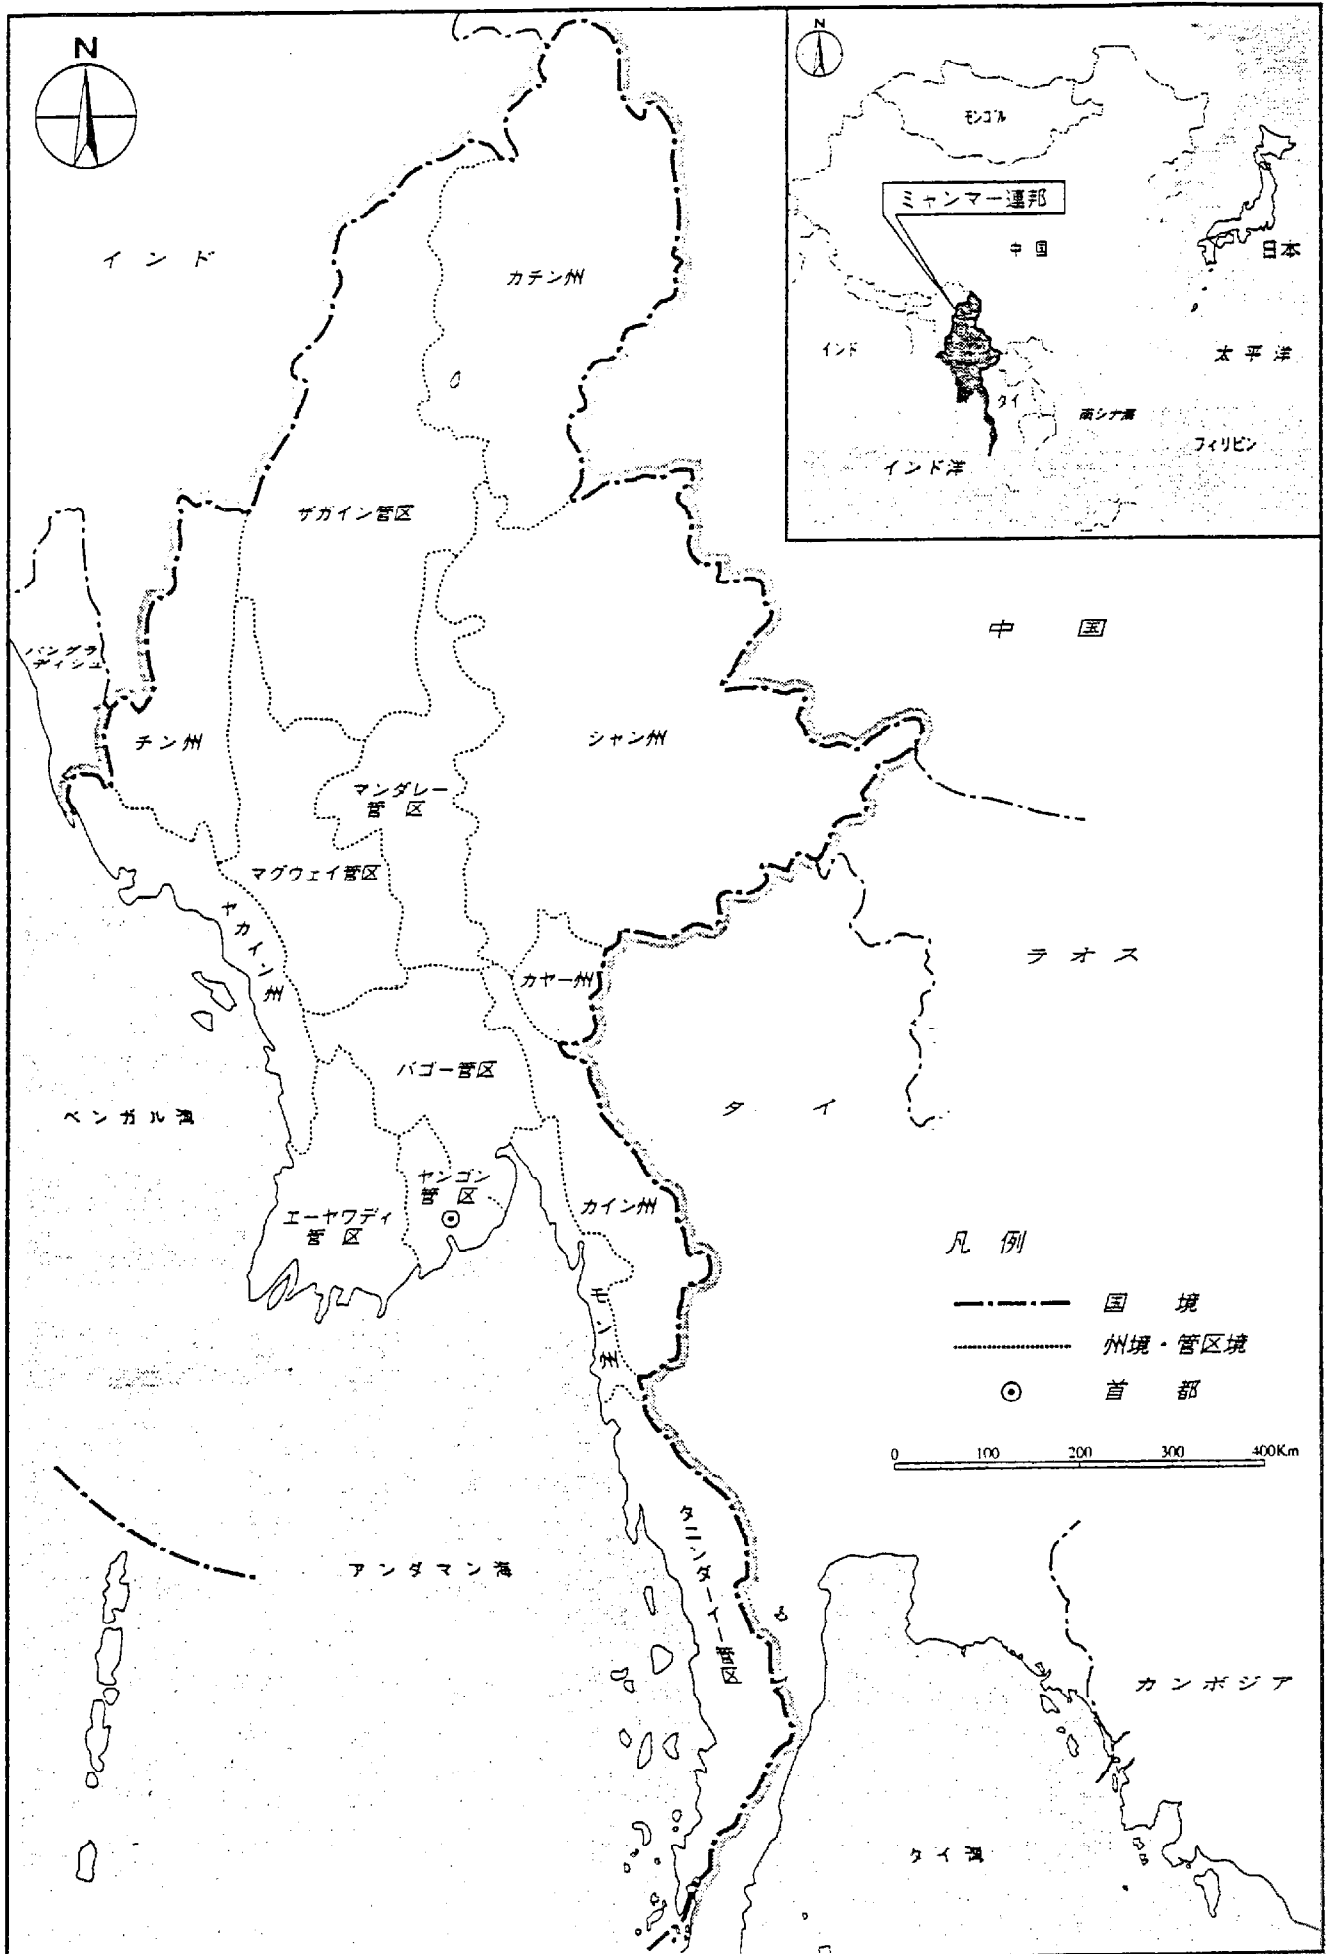 N
インド
カチン州
ザガイン管区
バングラ
ディシュ
チン州
シャン州
中国
マンダレー
管区
マグウェイ管区
ヤカイン州
カヤー州
ラオス
バゴー管区
ベンガル湾
タイ
ヤンゴン
管区
エーヤワディ
管区
カイン州
モン州
凡例
国境
州境・管区境
首都
0 100 200 300 400Km
アンダマン海
タニンダーイー管区
カンボジア
タイ湾
N
モンゴル
ミャンマー連邦
中国
日本
インド
太平洋
タイ
南シナ海
フィリピン
インド洋